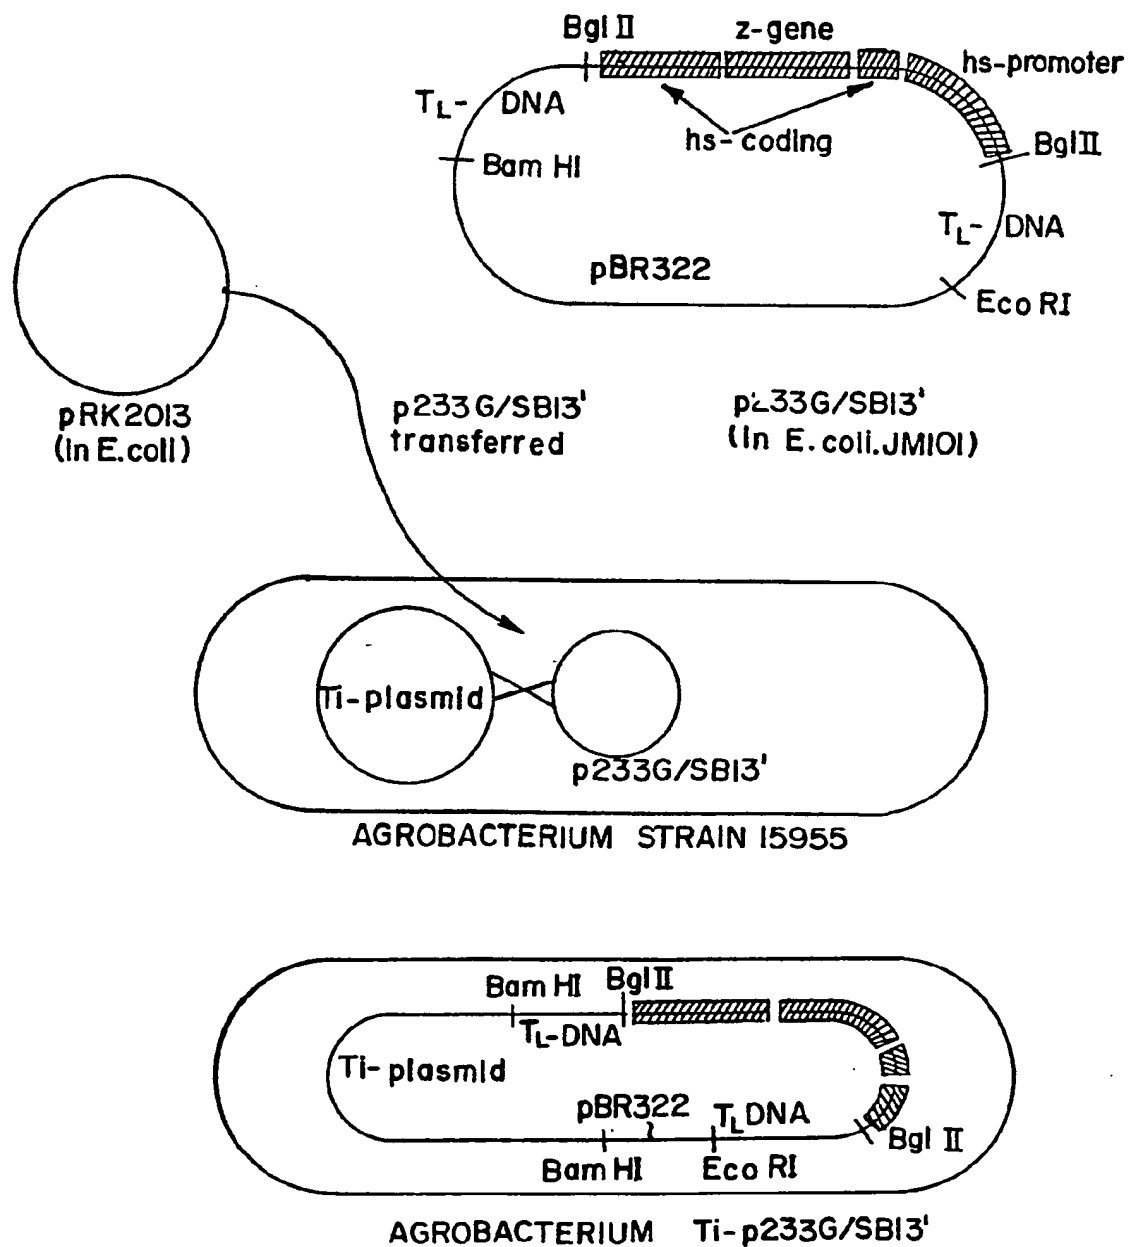 Bgl II
z-gene
hs-promoter
TL- DNA
hs-coding
Bgl II
Bam HI
TL- DNA
pBR322
Eco RI
pRK2013
(in E.coli)
p233G/SB13'
transferred
p233G/SB13'
(in E.coli.JM101)
Ti-plasmid
p233G/SB13'
AGROBACTERIUM STRAIN 15955
Bam HI
Bgl II
TL-DNA
Ti-plasmid
pBR322
TL DNA
Bgl II
Bam HI
Eco RI
AGROBACTERIUM Ti-p233G/SB13'